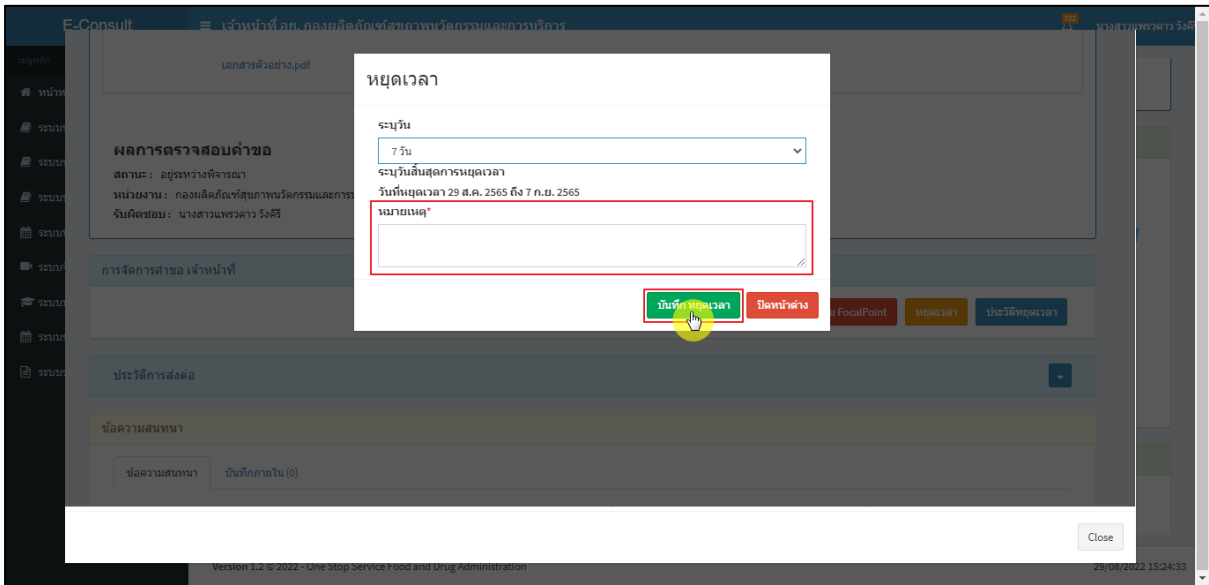 E-Consult
เจ้าหน้าที่ อย. กองผลิตภัณฑ์สุขภาพนวัตกรรมและการบริการ
722
นางสาวแพรวดาว วังคีรี
เมนูหลัก
เอกสารตัวอย่าง.pdf
หยุดเวลา
ระบุวัน
7 วัน
ระบุวันสิ้นสุดการหยุดเวลา
วันที่หยุดเวลา 29 ส.ค. 2565 ถึง 7 ก.ย. 2565
หมายเหตุ*
บันทึก หยุดเวลา
ปิดหน้าต่าง
ผลการตรวจสอบคำขอ
สถานะ : อยู่ระหว่างพิจารณา
หน่วยงาน : กองผลิตภัณฑ์สุขภาพนวัตกรรมและการ
รับผิดชอบ : นางสาวแพรวดาว วังคีรี
การจัดการคำขอ เจ้าหน้าที่
FocalPoint
หยุดเวลา
ประวัติหยุดเวลา
ประวัติการส่งต่อ
ข้อความสนทนา
ข้อความสนทนา
บันทึกภายใน (0)
Close
Version 1.2 © 2022 - One Stop Service Food and Drug Administration
29/08/2022 15:24:33